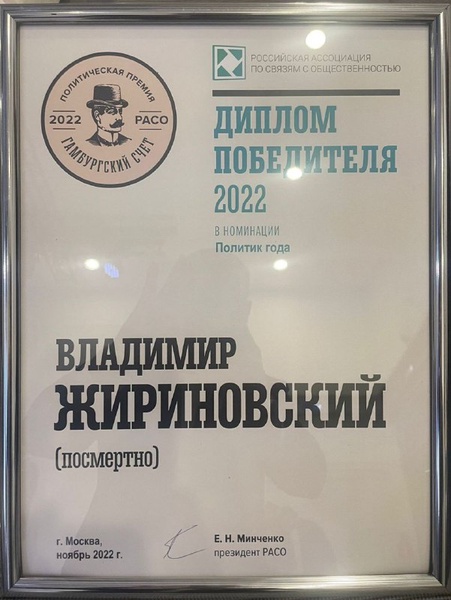 ПОЛИТИЧЕСКАЯ ПРЕМИЯ
2022 РАСО
ГАМБУРГСКИЙ СЧЕТ
РОССИЙСКАЯ АССОЦИАЦИЯ
ПО СВЯЗЯМ С ОБЩЕСТВЕННОСТЬЮ
ДИПЛОМ
ПОБЕДИТЕЛЯ
2022
В НОМИНАЦИИ
Политик года
ВЛАДИМИР
ЖИРИНОВСКИЙ
(посмертно)
г. Москва,
ноябрь 2022 г.
Е. Н. Минченко
президент РАСО